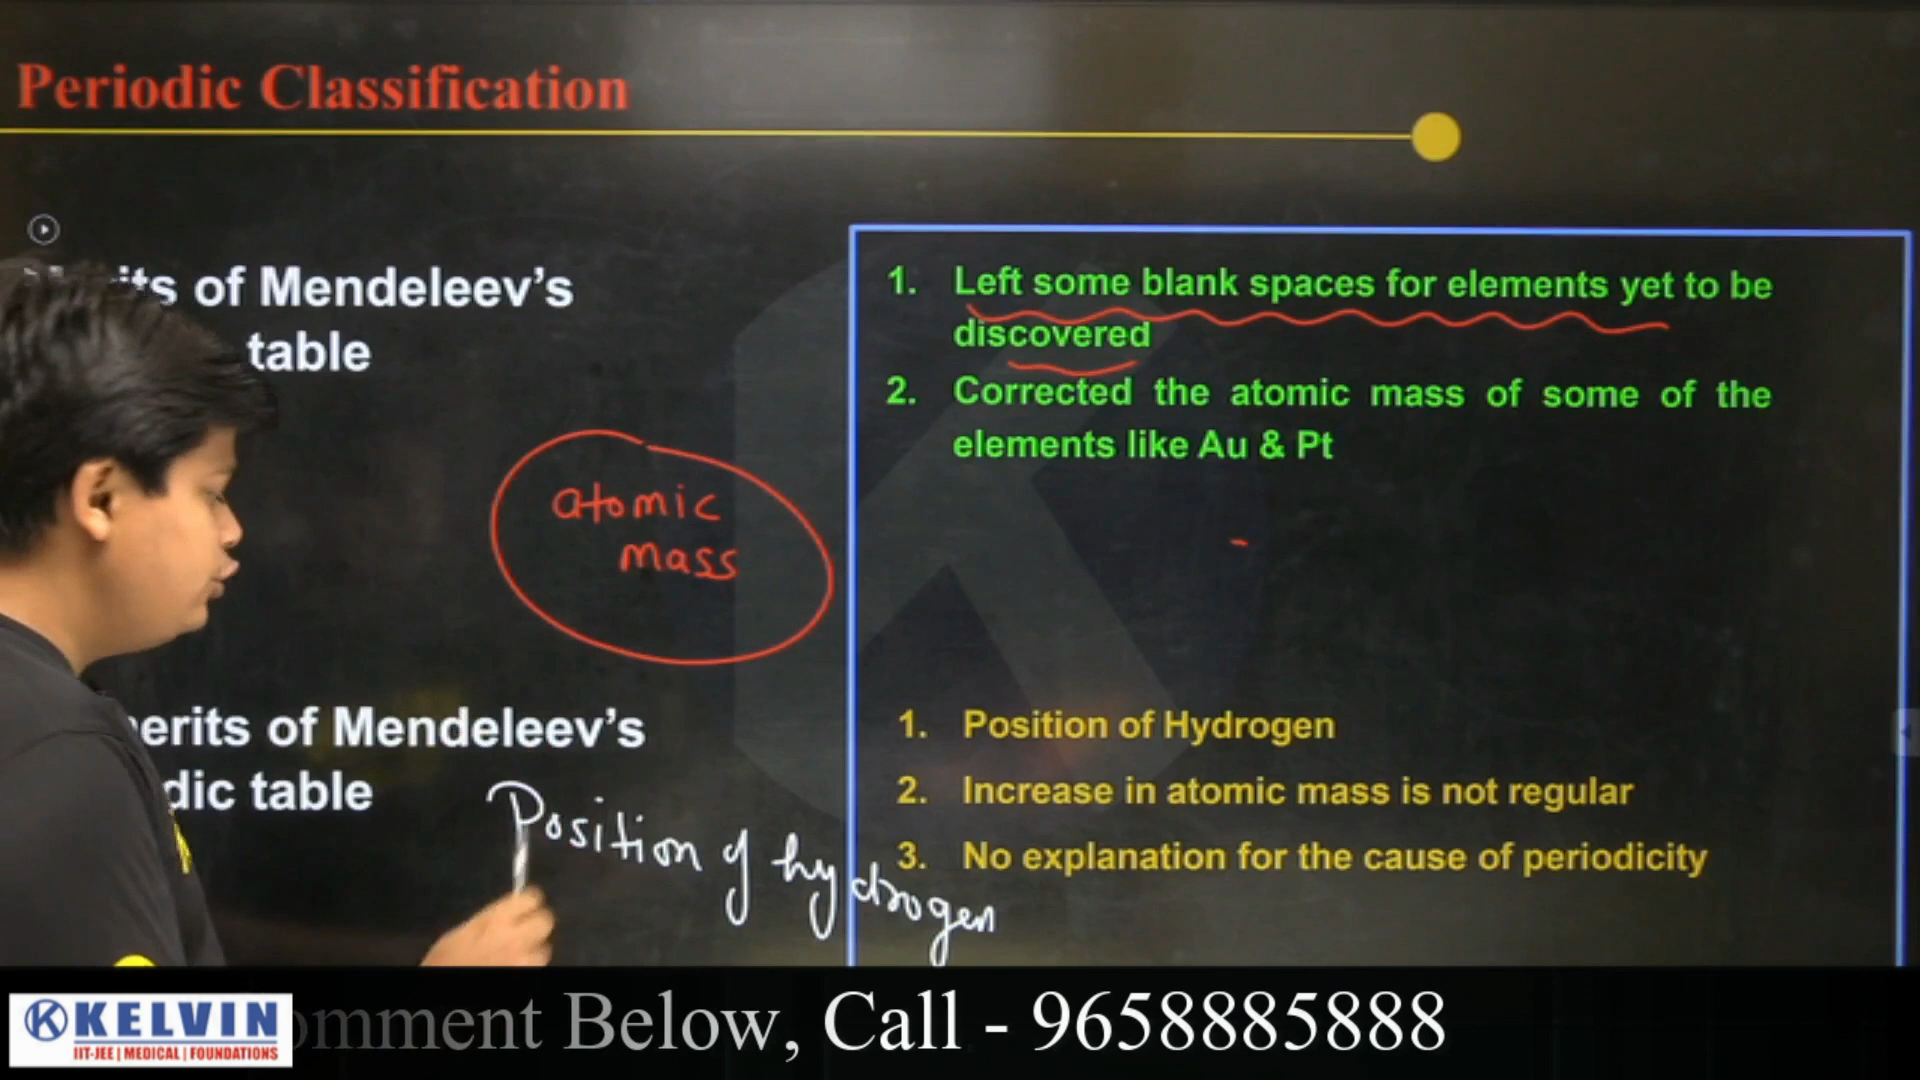 Periodic Classification
of Mendeleev's
table
1. Left some blank spaces for elements yet to be
discovered
2. Corrected the atomic mass of some of the
elements like Au & Pt
atomic
mass
erits of Mendeleev's
dic table
1. Position of Hydrogen
2. Increase in atomic mass is not regular
3. No explanation for the cause of periodicity
Position of hydrogen
KELVIN
IIT-JEE | MEDICAL | FOUNDATIONS
omment Below, Call - 9658885888